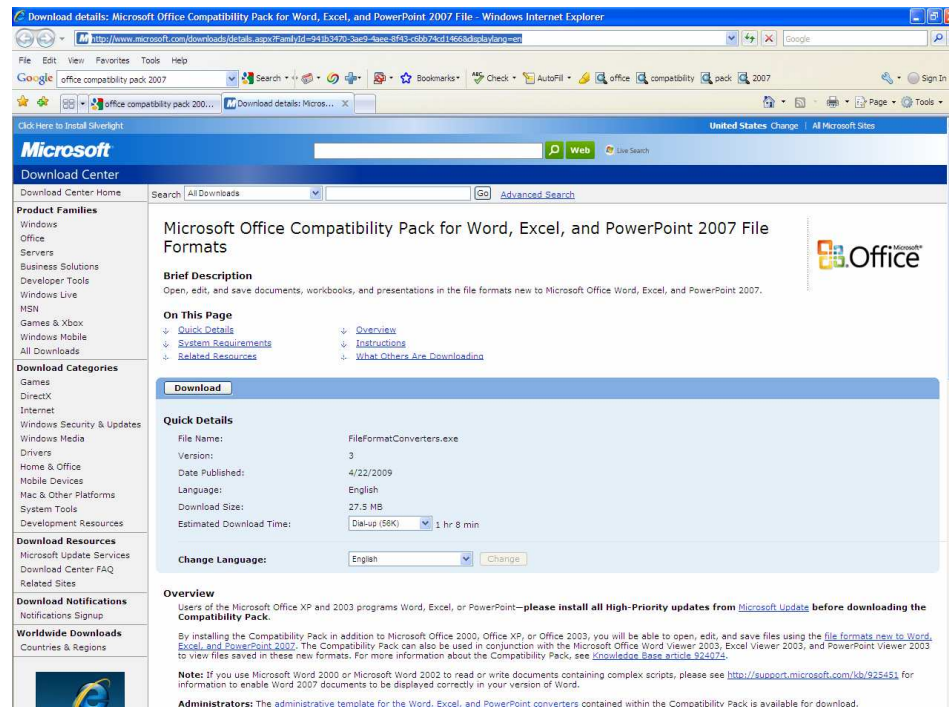 Download details: Microsoft Office Compatibility Pack for Word, Excel, and PowerPoint 2007 File - Windows Internet Explorer
http://www.microsoft.com/downloads/details.aspx?FamilyId=941b3470-3ae9-4aee-8f43-c6bb74cd1466&displaylang=en
Google
File Edit View Favorites Tools Help
Google office compatibility pack 2007 Search Bookmarks Check AutoFill office compatibility pack 2007 Sign In
office compatibility pack 200... Download details: Micros... X Page Tools
Click Here to Install Silverlight United States Change | All Microsoft Sites
Microsoft Web Live Search
Download Center
Download Center Home Search All Downloads Go Advanced Search
Product Families
Windows
Office
Servers
Business Solutions
Developer Tools
Windows Live
MSN
Games & Xbox
Windows Mobile
All Downloads
Download Categories
Games
DirectX
Internet
Windows Security & Updates
Windows Media
Drivers
Home & Office
Mobile Devices
Mac & Other Platforms
System Tools
Development Resources
Download Resources
Microsoft Update Services
Download Center FAQ
Related Sites
Download Notifications
Notifications Signup
Worldwide Downloads
Countries & Regions
Microsoft Office Compatibility Pack for Word, Excel, and PowerPoint 2007 File
Formats
Microsoft®
Office
Brief Description
Open, edit, and save documents, workbooks, and presentations in the file formats new to Microsoft Office Word, Excel, and PowerPoint 2007.
On This Page
Quick Details Overview
System Requirements Instructions
Related Resources What Others Are Downloading
Download
Quick Details
File Name: FileFormatConverters.exe
Version: 3
Date Published: 4/22/2009
Language: English
Download Size: 27.5 MB
Estimated Download Time: Dial-up (56K) 1 hr 8 min
Change Language: English Change
Overview
Users of the Microsoft Office XP and 2003 programs Word, Excel, or PowerPoint—please install all High-Priority updates from Microsoft Update before downloading the
Compatibility Pack.
By installing the Compatibility Pack in addition to Microsoft Office 2000, Office XP, or Office 2003, you will be able to open, edit, and save files using the file formats new to Word,
Excel, and PowerPoint 2007. The Compatibility Pack can also be used in conjunction with the Microsoft Office Word Viewer 2003, Excel Viewer 2003, and PowerPoint Viewer 2003
to view files saved in these new formats. For more information about the Compatibility Pack, see Knowledge Base article 924074.
Note: If you use Microsoft Word 2000 or Microsoft Word 2002 to read or write documents containing complex scripts, please see http://support.microsoft.com/kb/925451 for
information to enable Word 2007 documents to be displayed correctly in your version of Word.
Administrators: The administrative template for the Word, Excel, and PowerPoint converters contained within the Compatibility Pack is available for download.